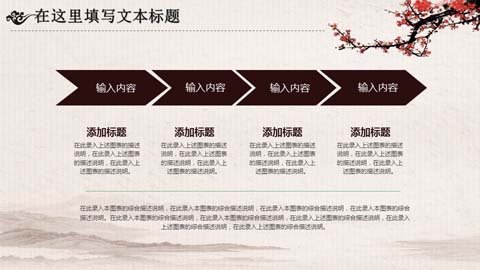 在这里填写文本标题
输入内容
输入内容
输入内容
输入内容
添加标题
在此录入上述图表的描述
说明，在此录入上述图表
的描述说明，在此录入上
述图表的描述说明。
添加标题
在此录入上述图表的描述
说明，在此录入上述图表
的描述说明，在此录入上
述图表的描述说明。
添加标题
在此录入上述图表的描述
说明，在此录入上述图表
的描述说明，在此录入上
述图表的描述说明。
添加标题
在此录入上述图表的描述
说明，在此录入上述图表
的描述说明，在此录入上
述图表的描述说明。
在此录入本图表的综合描述说明，在此录入本图表的综合描述说明，在此录入本图表的综合描述说明，在此录入本图表的综合
描述说明。在此录入本图表的综合描述说明，在此录入本图表的综合描述说明，在此录入上述图表的综合描述说明，在此录入
上述图表的综合描述说明，在此录入上述图表的描述说明。